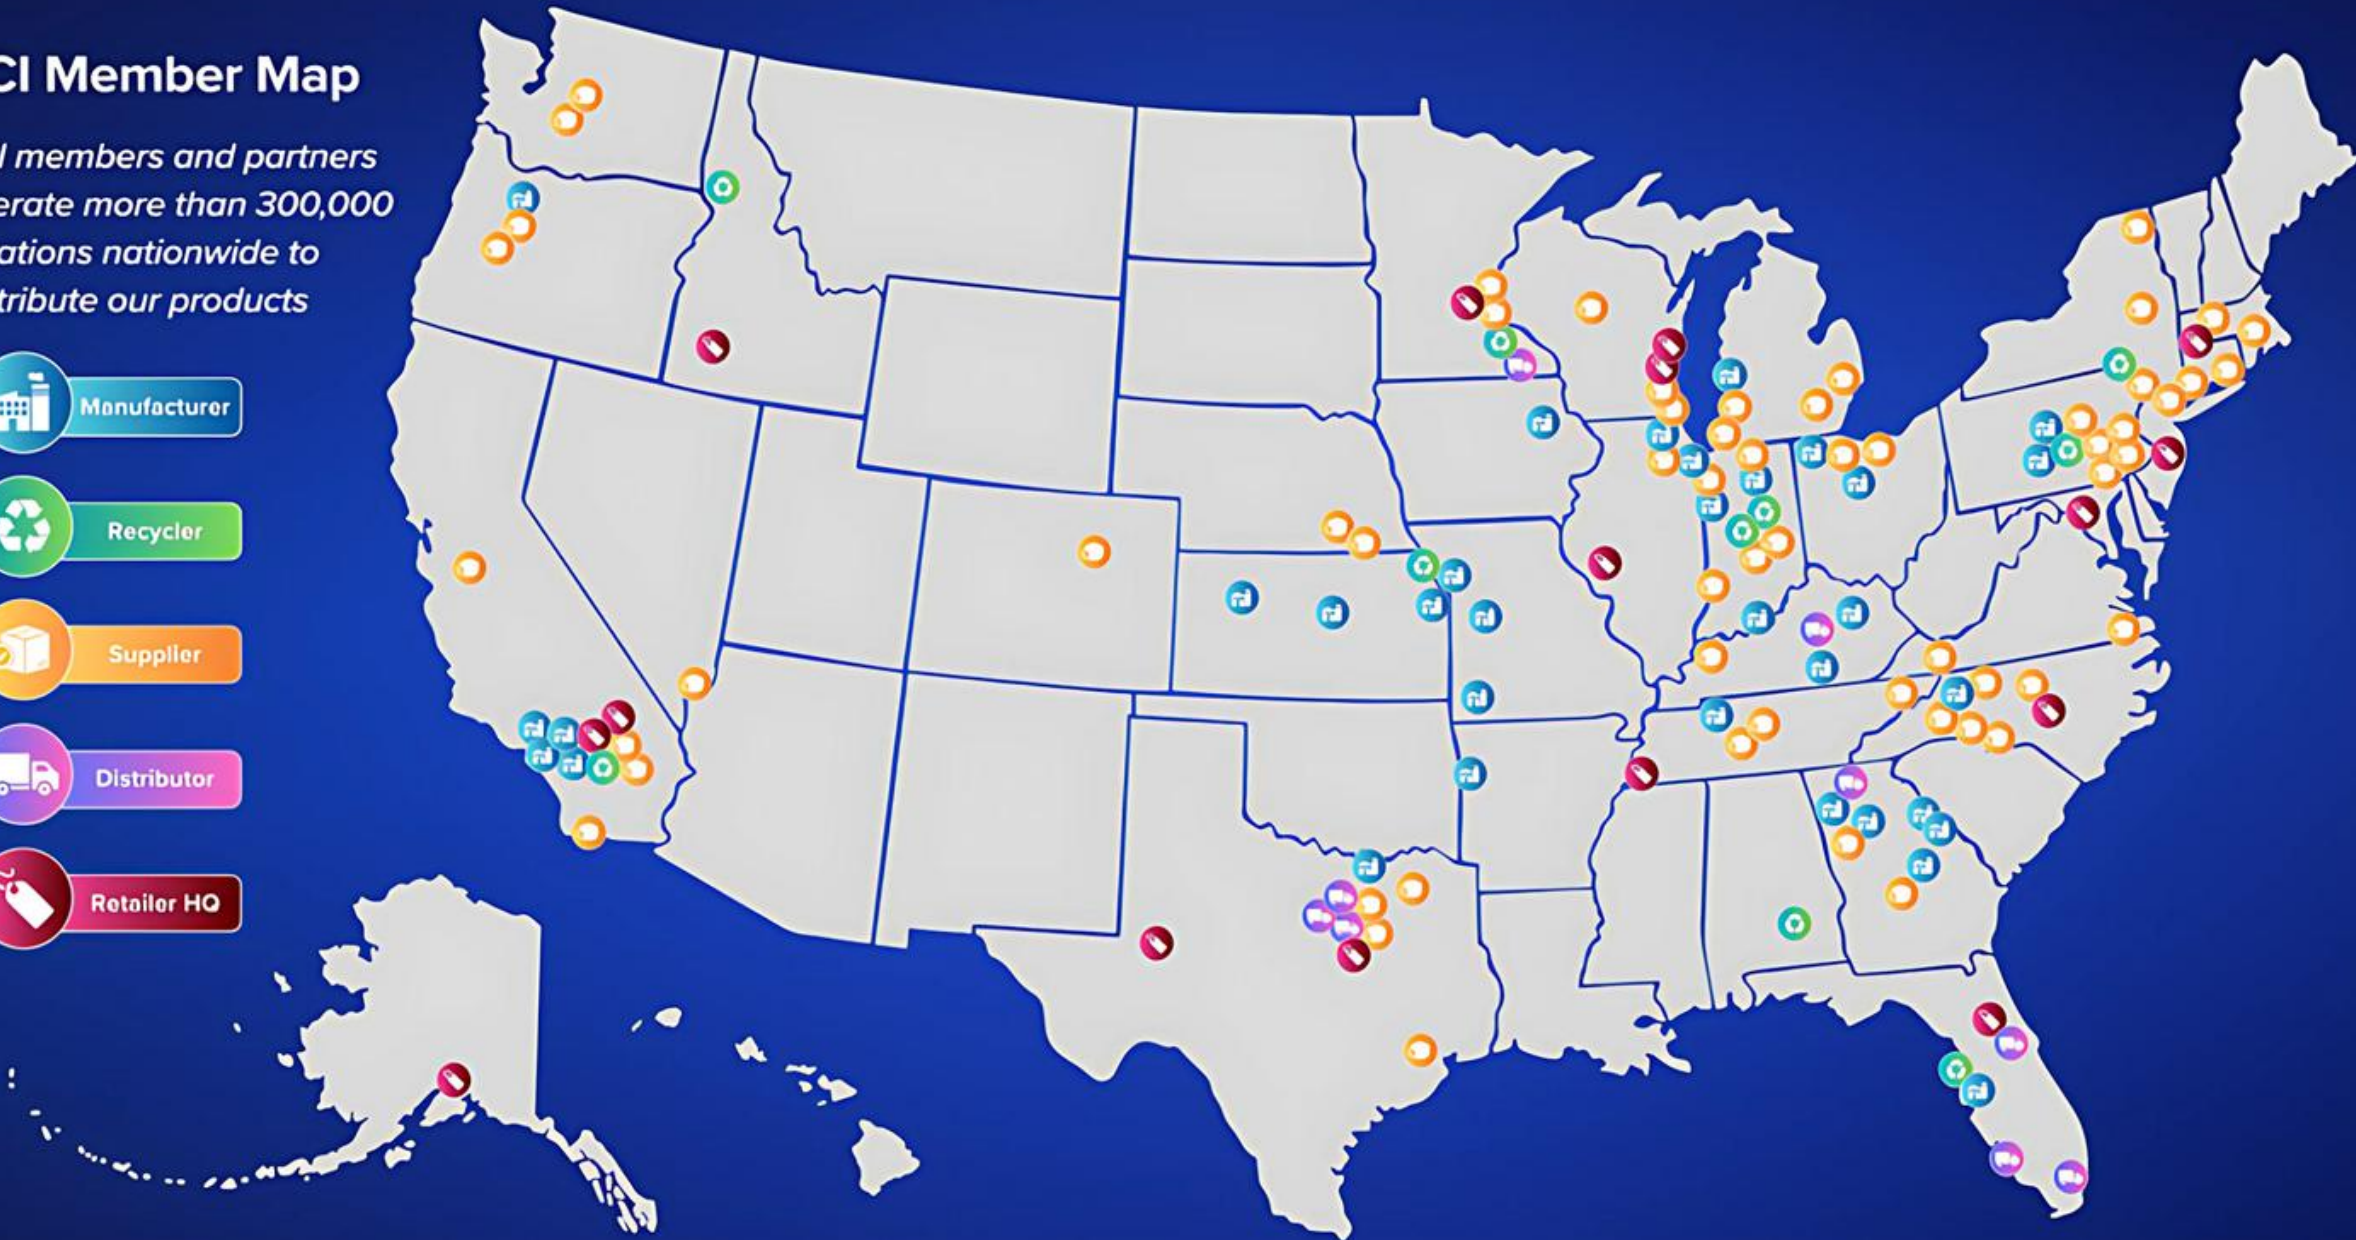 CI Member Map
l members and partners
erate more than 300,000
ations nationwide to
tribute our products
Manufacturer
Recycler
Supplier
Distributor
Retailer HQ